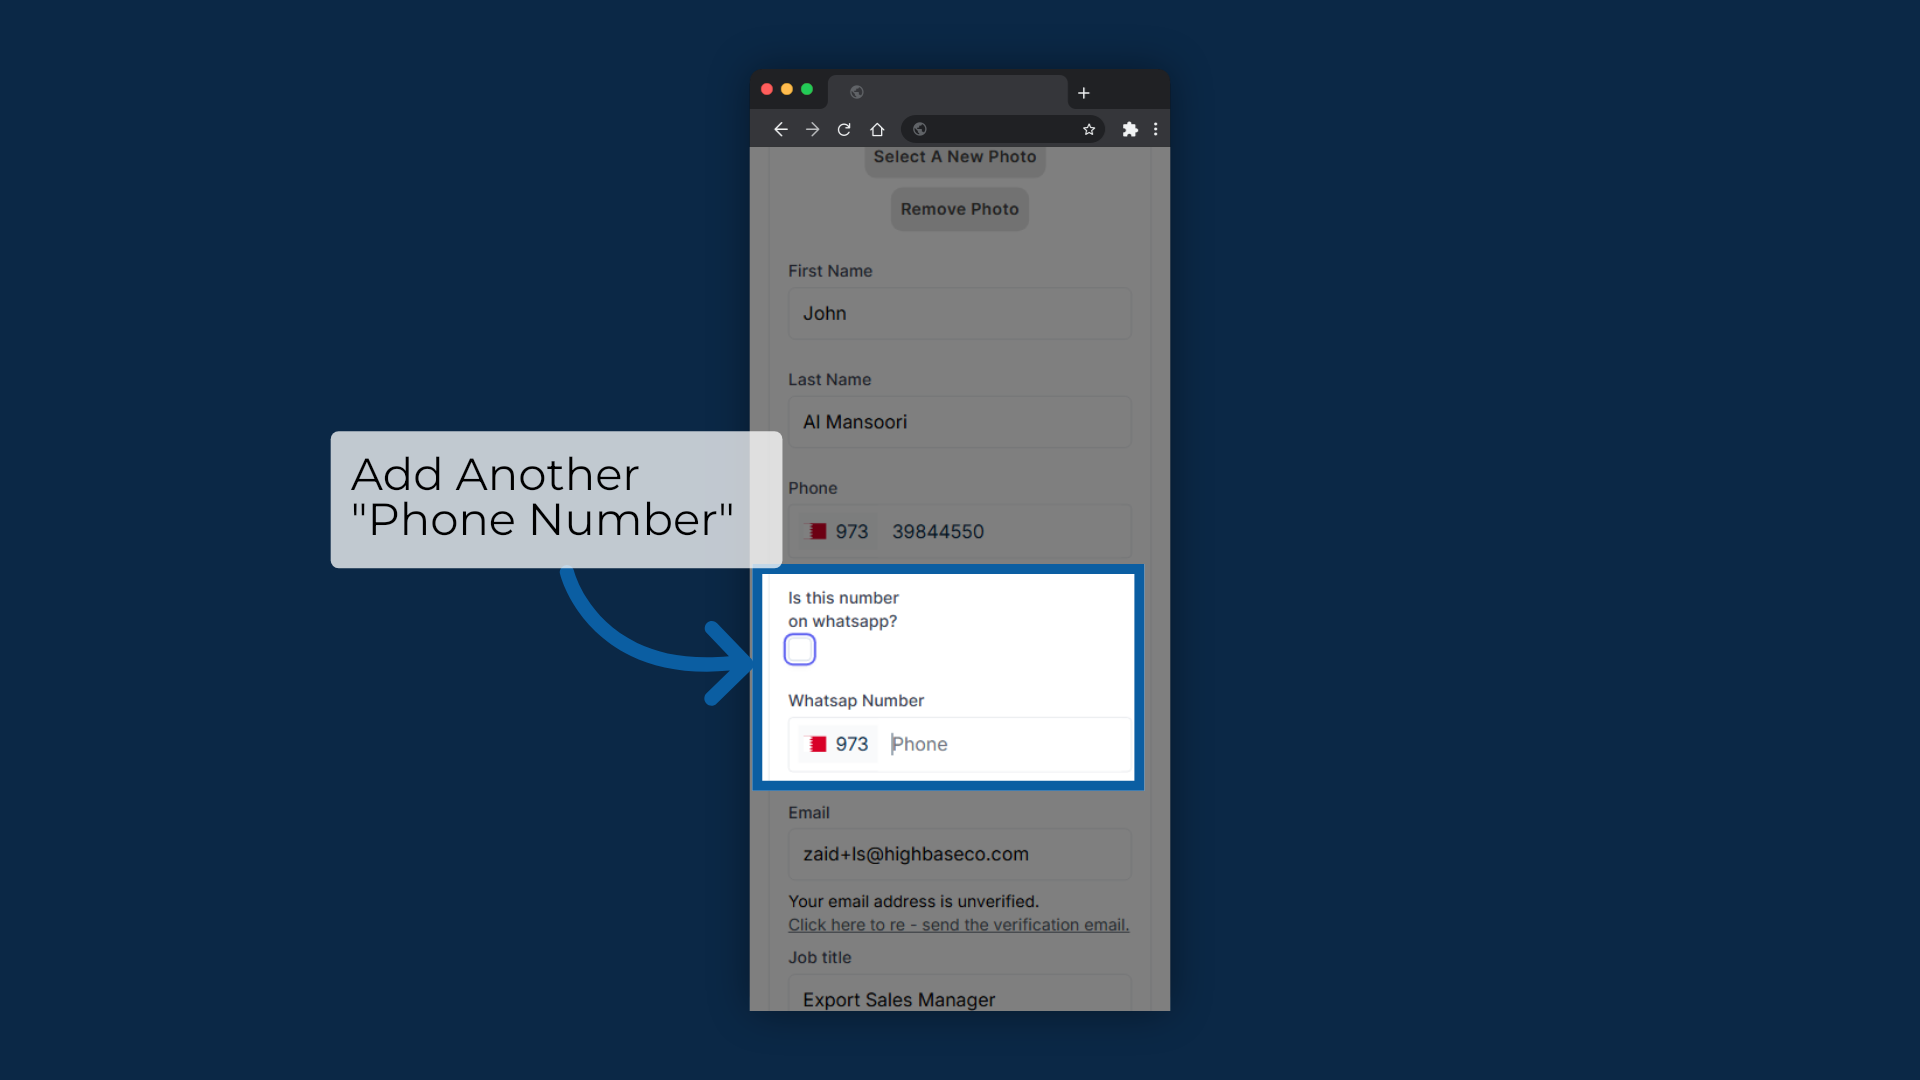 Select A New Photo
Remove Photo
First Name
John
Last Name
Al Mansoori
Add Another
"Phone Number"
Phone
973 39844550
Is this number
on whatsapp?
Whatsap Number
973 Phone
Email
zaid+ls@highbaseco.com
Your email address is unverified.
Click here to re - send the verification email.
Job title
Export Sales Manager